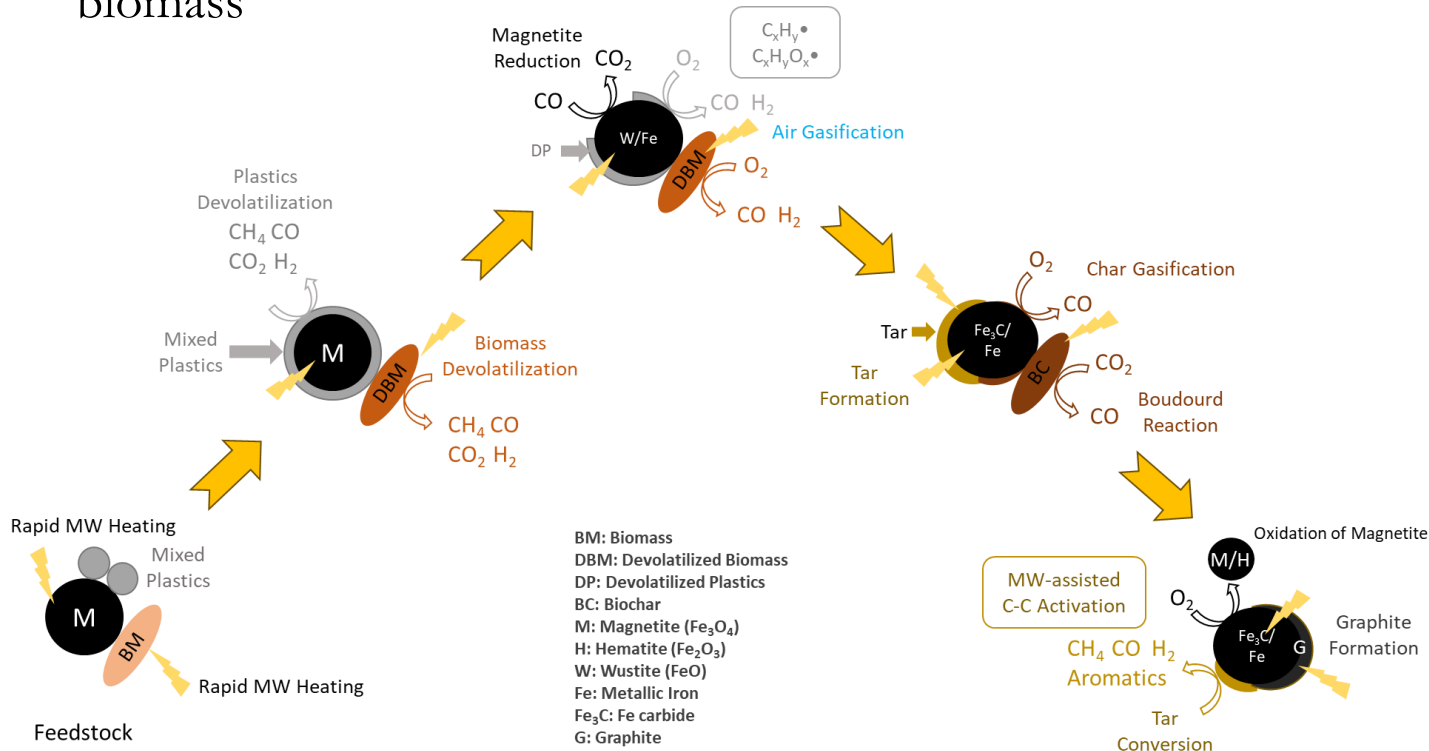 biomass
Magnetite
Reduction
CO₂
CO
O₂
CₓHᵧ•
CₓHᵧOₓ•
CO H₂
W/Fe
DP
DBM
Air Gasification
O₂
CO H₂
Plastics
Devolatilization
CH₄ CO
CO₂ H₂
Mixed
Plastics
M
DBM
Biomass
Devolatilization
CH₄ CO
CO₂ H₂
O₂
Char Gasification
CO
Tar
Fe₃C/
Fe
Tar
Formation
BC
CO₂
CO
Boudourd
Reaction
Rapid MW Heating
Mixed
Plastics
M
BM
Rapid MW Heating
Feedstock
BM: Biomass
DBM: Devolatilized Biomass
DP: Devolatilized Plastics
BC: Biochar
M: Magnetite (Fe₃O₄)
H: Hematite (Fe₂O₃)
W: Wustite (FeO)
Fe: Metallic Iron
Fe₃C: Fe carbide
G: Graphite
MW-assisted
C-C Activation
Oxidation of Magnetite
M/H
O₂
Fe₃C/
Fe
G
Graphite
Formation
CH₄ CO H₂
Aromatics
Tar
Conversion